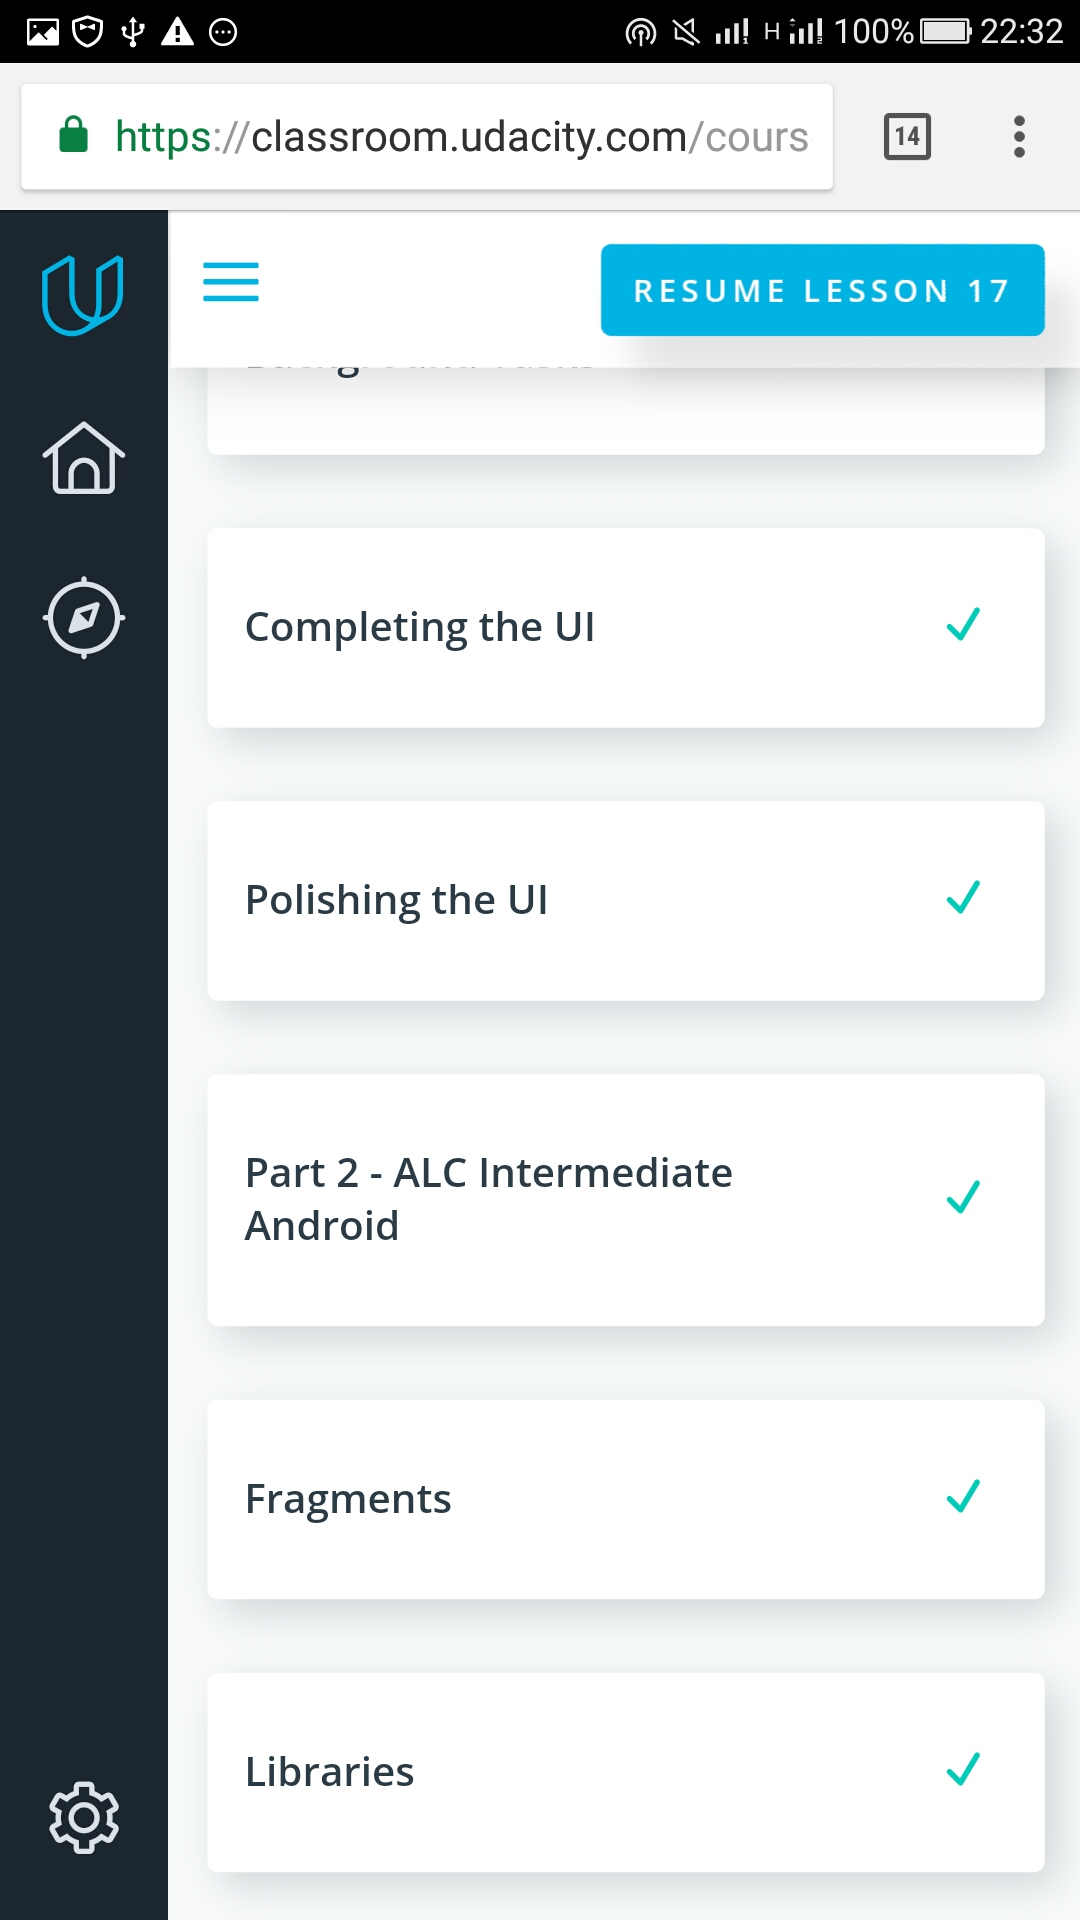 H 100% 22:32
https://classroom.udacity.com/cours
14
RESUME LESSON 17
Completing the UI
Polishing the UI
Part 2 - ALC Intermediate
Android
Fragments
Libraries